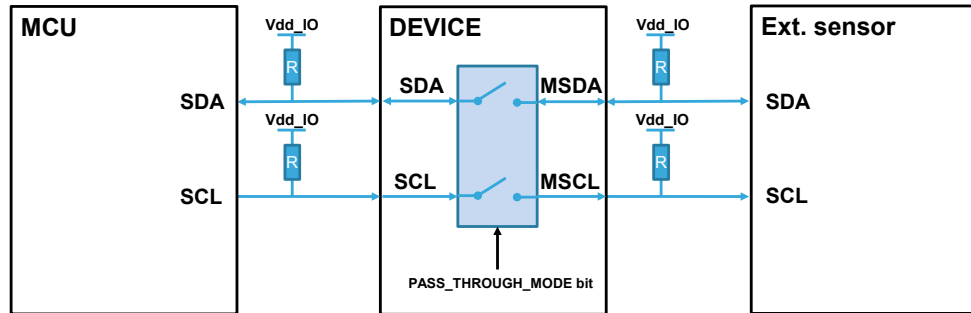 MCU
Vdd_IO
R
SDA
Vdd_IO
R
SCL
DEVICE
SDA
MSDA
SCL
MSCL
PASS_THROUGH_MODE bit
Vdd_IO
R
Vdd_IO
R
Ext. sensor
SDA
SCL